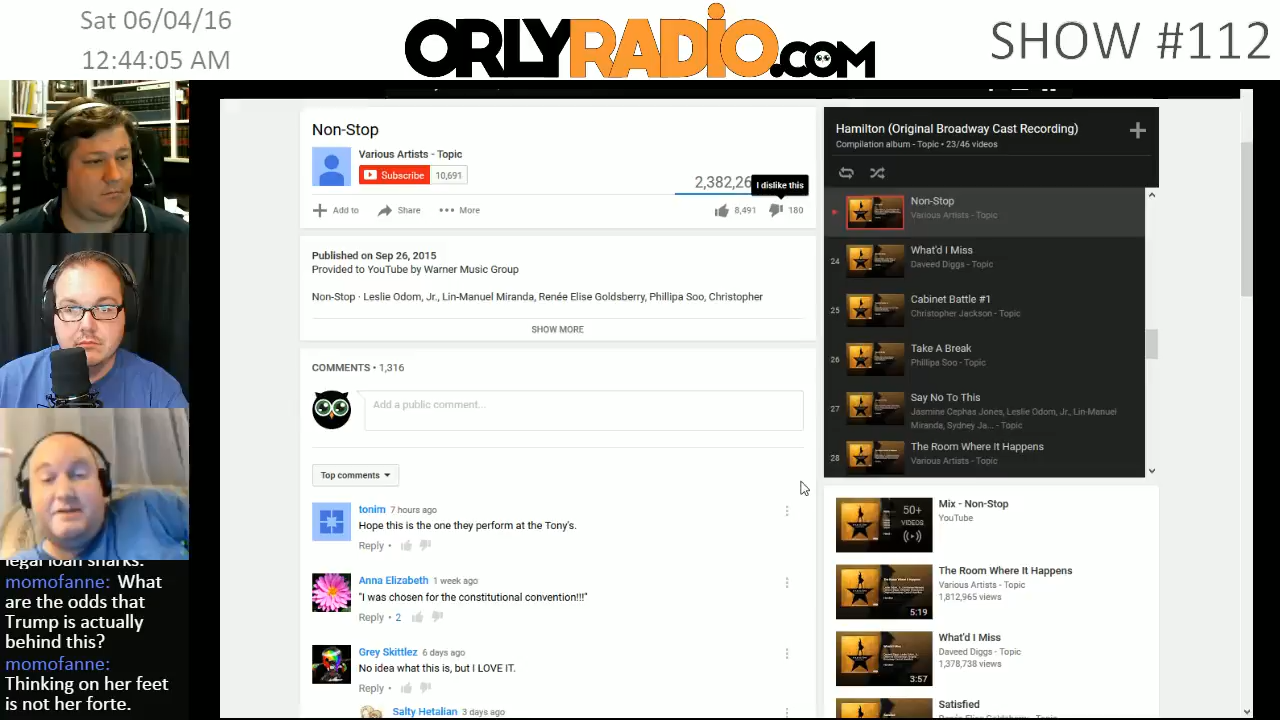 Sat 06/04/16
12:44:05 AM
ORLYRADIO.COM
SHOW #112
Non-Stop
Various Artists - Topic
Subscribe 10,691
2,382,26
I dislike this
Add to Share More
8,491 180
Published on Sep 26, 2015
Provided to YouTube by Warner Music Group
Non-Stop · Leslie Odom, Jr., Lin-Manuel Miranda, Renée Elise Goldsberry, Phillipa Soo, Christopher
SHOW MORE
COMMENTS • 1,316
Add a public comment...
Top comments
tonim 7 hours ago
Hope this is the one they perform at the Tony's.
Reply •
Anna Elizabeth 1 week ago
"I was chosen for the constitutional convention!!!"
Reply • 2
Grey Skittlez 6 days ago
No idea what this is, but I LOVE IT.
Reply •
Salty Hetalian 3 days ago
Hamilton (Original Broadway Cast Recording)
Compilation album - Topic • 23/46 videos
Non-Stop
Various Artists - Topic
24 What'd I Miss
Daveed Diggs - Topic
25 Cabinet Battle #1
Christopher Jackson - Topic
26 Take A Break
Phillipa Soo - Topic
27 Say No To This
Jasmine Cephas Jones, Leslie Odom, Jr., Lin-Manuel
Miranda, Sydney Ja... - Topic
28 The Room Where It Happens
Various Artists - Topic
50+
VIDEOS
Mix - Non-Stop
YouTube
The Room Where It Happens
Various Artists - Topic
1,812,965 views
5:19
What'd I Miss
Daveed Diggs - Topic
1,378,738 views
3:57
Satisfied
loan sharks.
momofanne: What
are the odds that
Trump is actually
behind this?
momofanne:
Thinking on her feet
is not her forte.